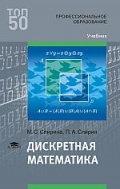 ТОП
50
ПРОФЕССИОНАЛЬНОЕ
ОБРАЗОВАНИЕ
Учебник
М. С. Спирина, П. А. Спирин
ДИСКРЕТНАЯ
МАТЕМАТИКА